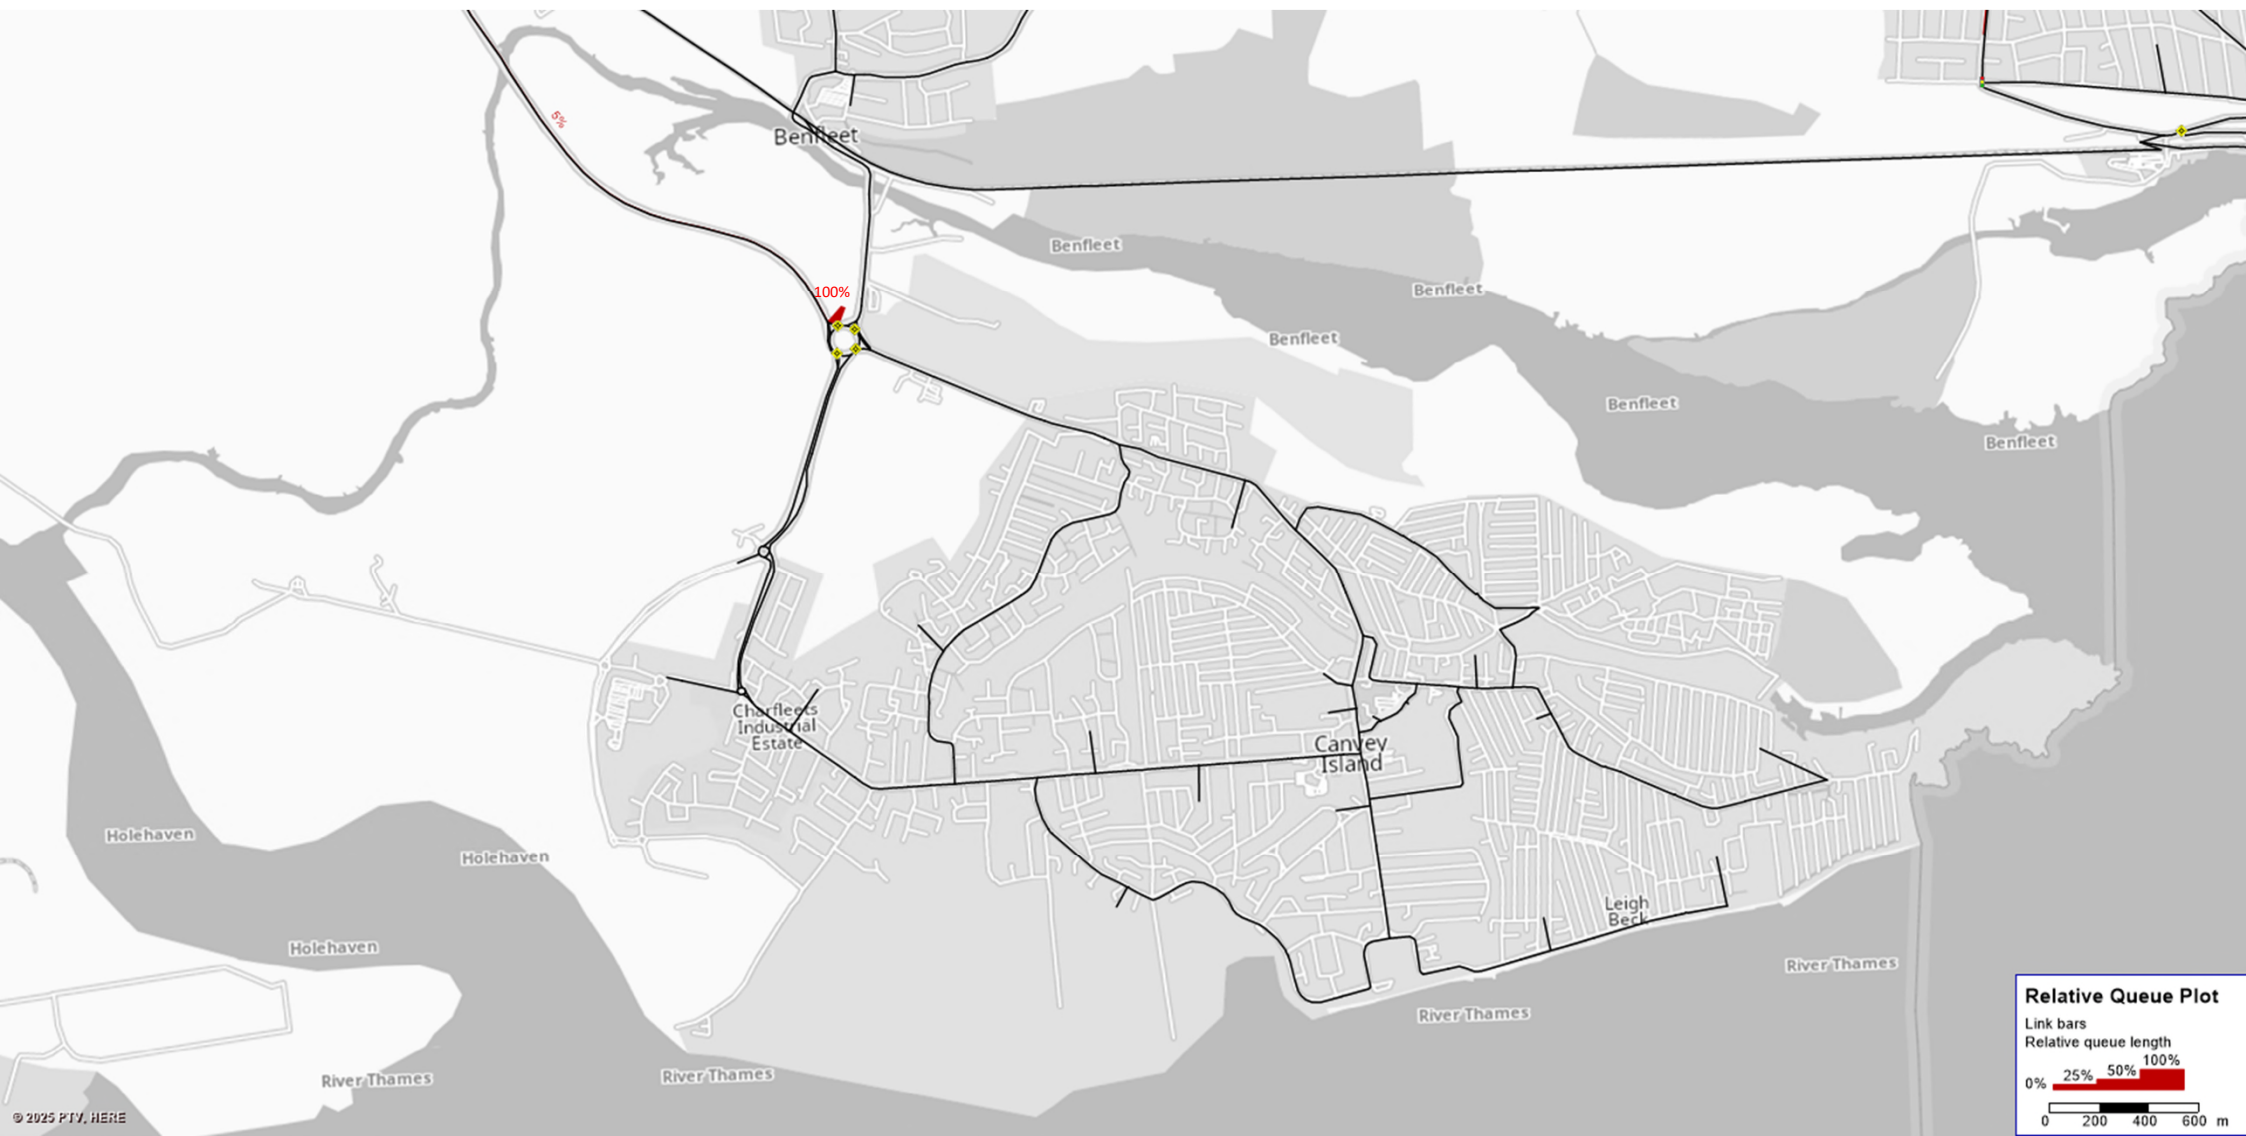 5%
Benfleet
Benfleet
Benfleet
100%
Benfleet
Benfleet
Benfleet
Charfleets
Industrial
Estate
Canvey
Island
Holehaven
Holehaven
Leigh
Beck
Holehaven
River Thames
River Thames
River Thames
River Thames
Relative Queue Plot
Link bars
Relative queue length
0% 25% 50% 100%
0 200 400 600 m
© 2025 PTV, HERE